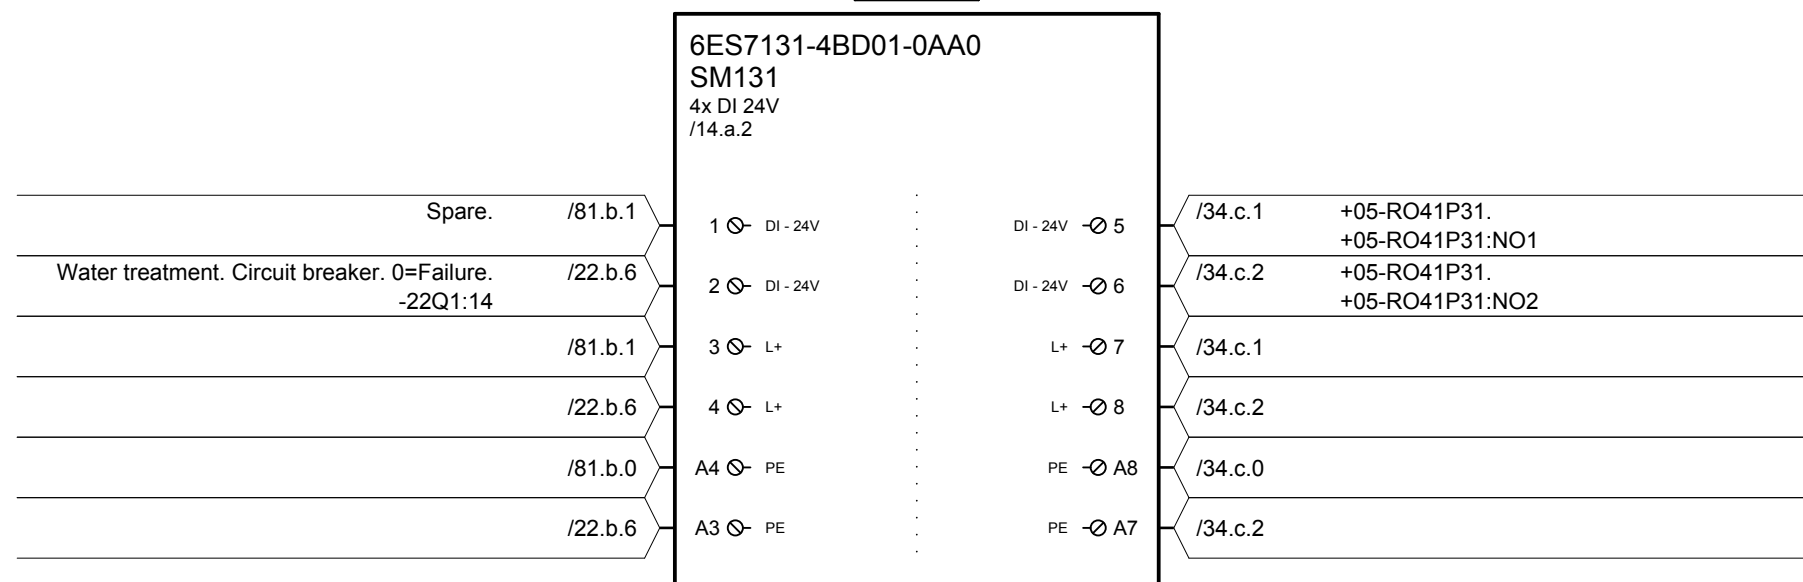 6ES7131-4BD01-0AA0
SM131
4x DI 24V
/14.a.2
Spare. /81.b.1 1 DI - 24V DI - 24V 5 /34.c.1 +05-RO41P31.
+05-RO41P31:NO1
Water treatment. Circuit breaker. 0=Failure. /22.b.6 2 DI - 24V DI - 24V 6 /34.c.2 +05-RO41P31.
-22Q1:14 +05-RO41P31:NO2
/81.b.1 3 L+ L+ 7 /34.c.1
/22.b.6 4 L+ L+ 8 /34.c.2
/81.b.0 A4 PE PE A8 /34.c.0
/22.b.6 A3 PE PE A7 /34.c.2